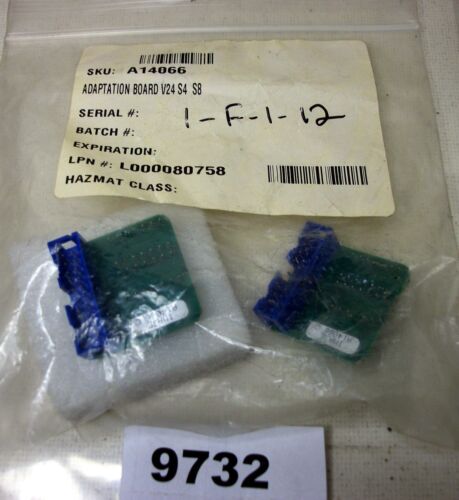 SKU: A14066
ADAPTATION BOARD V24 S4 S8
SERIAL #:
1-F-1-12
BATCH #:
EXPIRATION:
LPN #: L000080758
HAZMAT CLASS:
9732